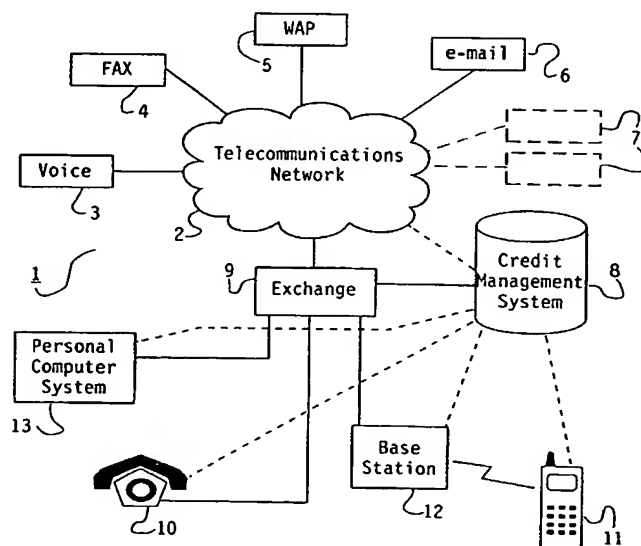 WAP
5
FAX
4
e-mail
6
7
Telecommunications
Network
Voice
3
2
1
9
Exchange
Credit
Management
System
8
Personal
Computer
System
13
Base
Station
12
10
11